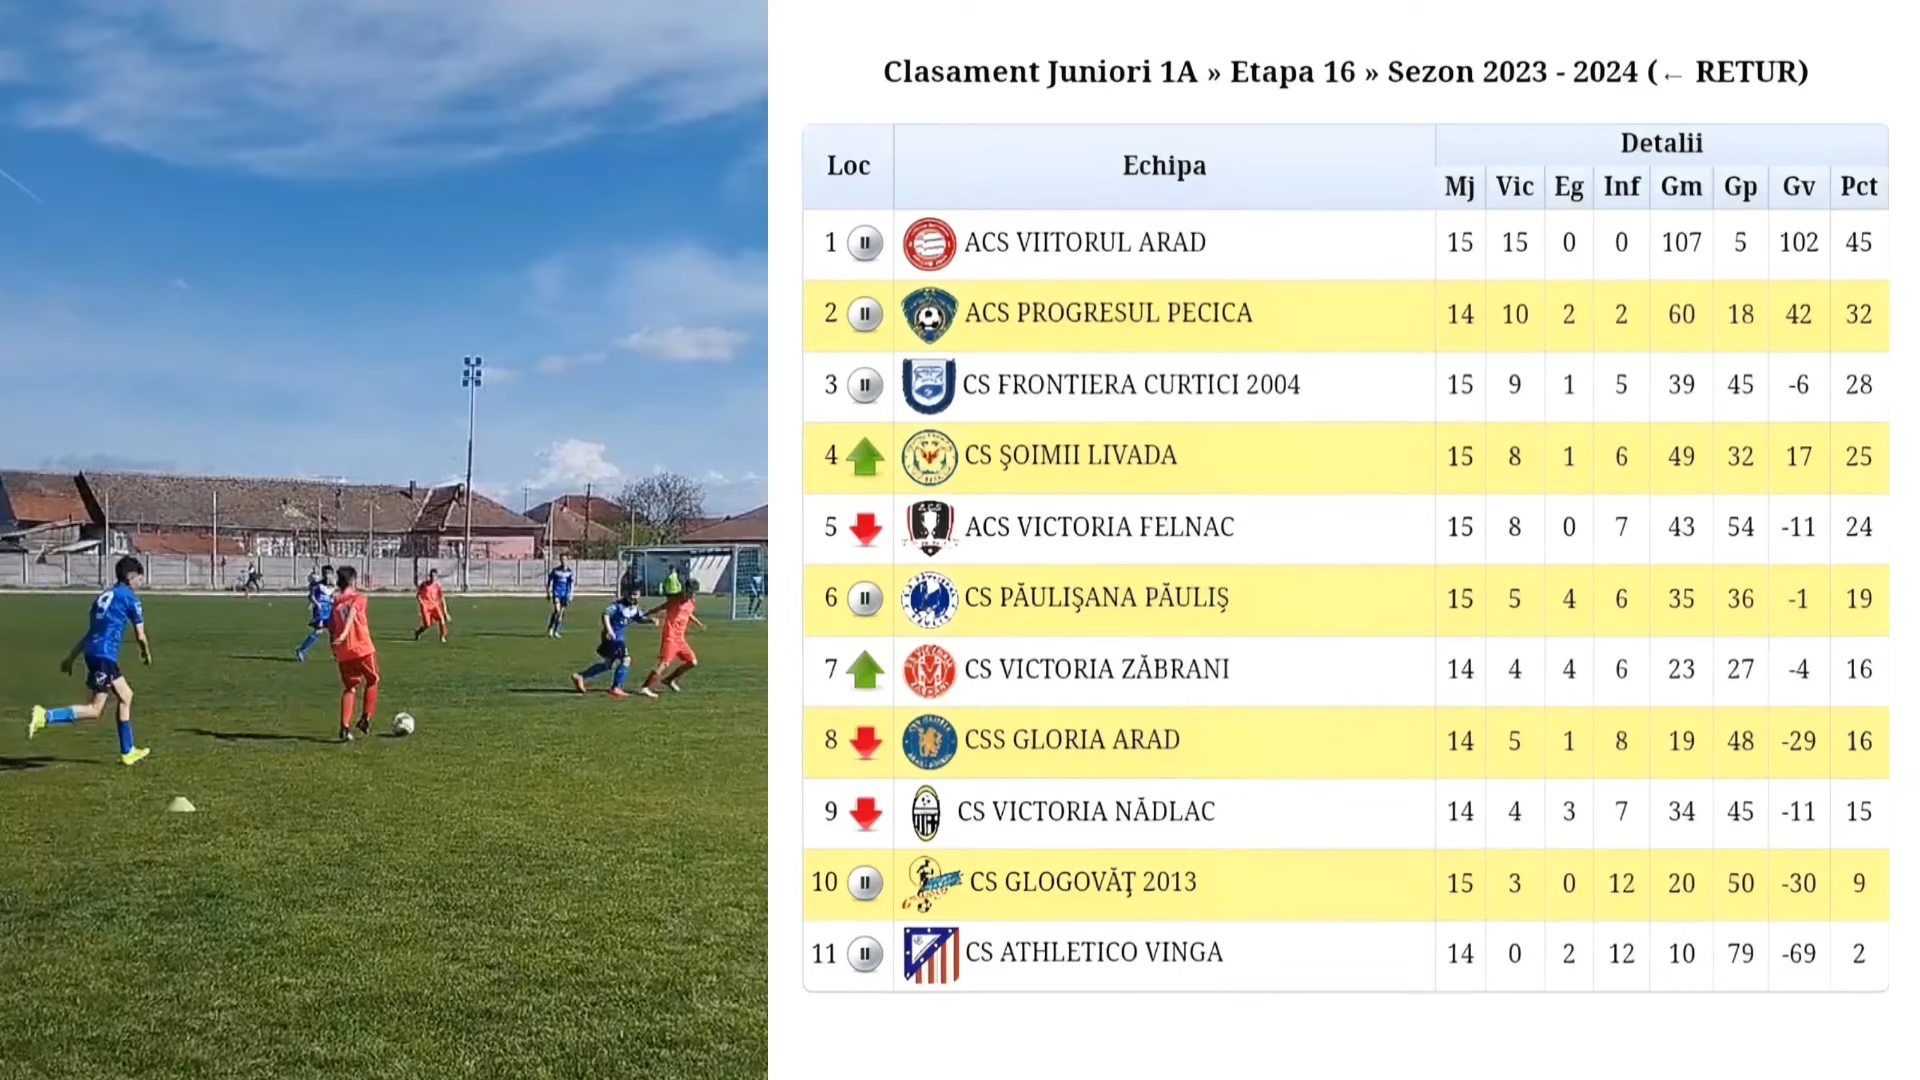 Clasament Juniori 1A » Etapa 16 » Sezon 2023 - 2024 (← RETUR)
Loc Echipa Detalii
Mj Vic Eg Inf Gm Gp Gv Pct
1 ACS VIITORUL ARAD 15 15 0 0 107 5 102 45
2 ACS PROGRESUL PECICA 14 10 2 2 60 18 42 32
3 CS FRONTIERA CURTICI 2004 15 9 1 5 39 45 -6 28
4 CS ŞOIMII LIVADA 15 8 1 6 49 32 17 25
5 ACS VICTORIA FELNAC 15 8 0 7 43 54 -11 24
6 CS PĂULIŞANA PĂULIŞ 15 5 4 6 35 36 -1 19
7 CS VICTORIA ZĂBRANI 14 4 4 6 23 27 -4 16
8 CSS GLORIA ARAD 14 5 1 8 19 48 -29 16
9 CS VICTORIA NĂDLAC 14 4 3 7 34 45 -11 15
10 CS GLOGOVĂŢ 2013 15 3 0 12 20 50 -30 9
11 CS ATHLETICO VINGA 14 0 2 12 10 79 -69 2
9